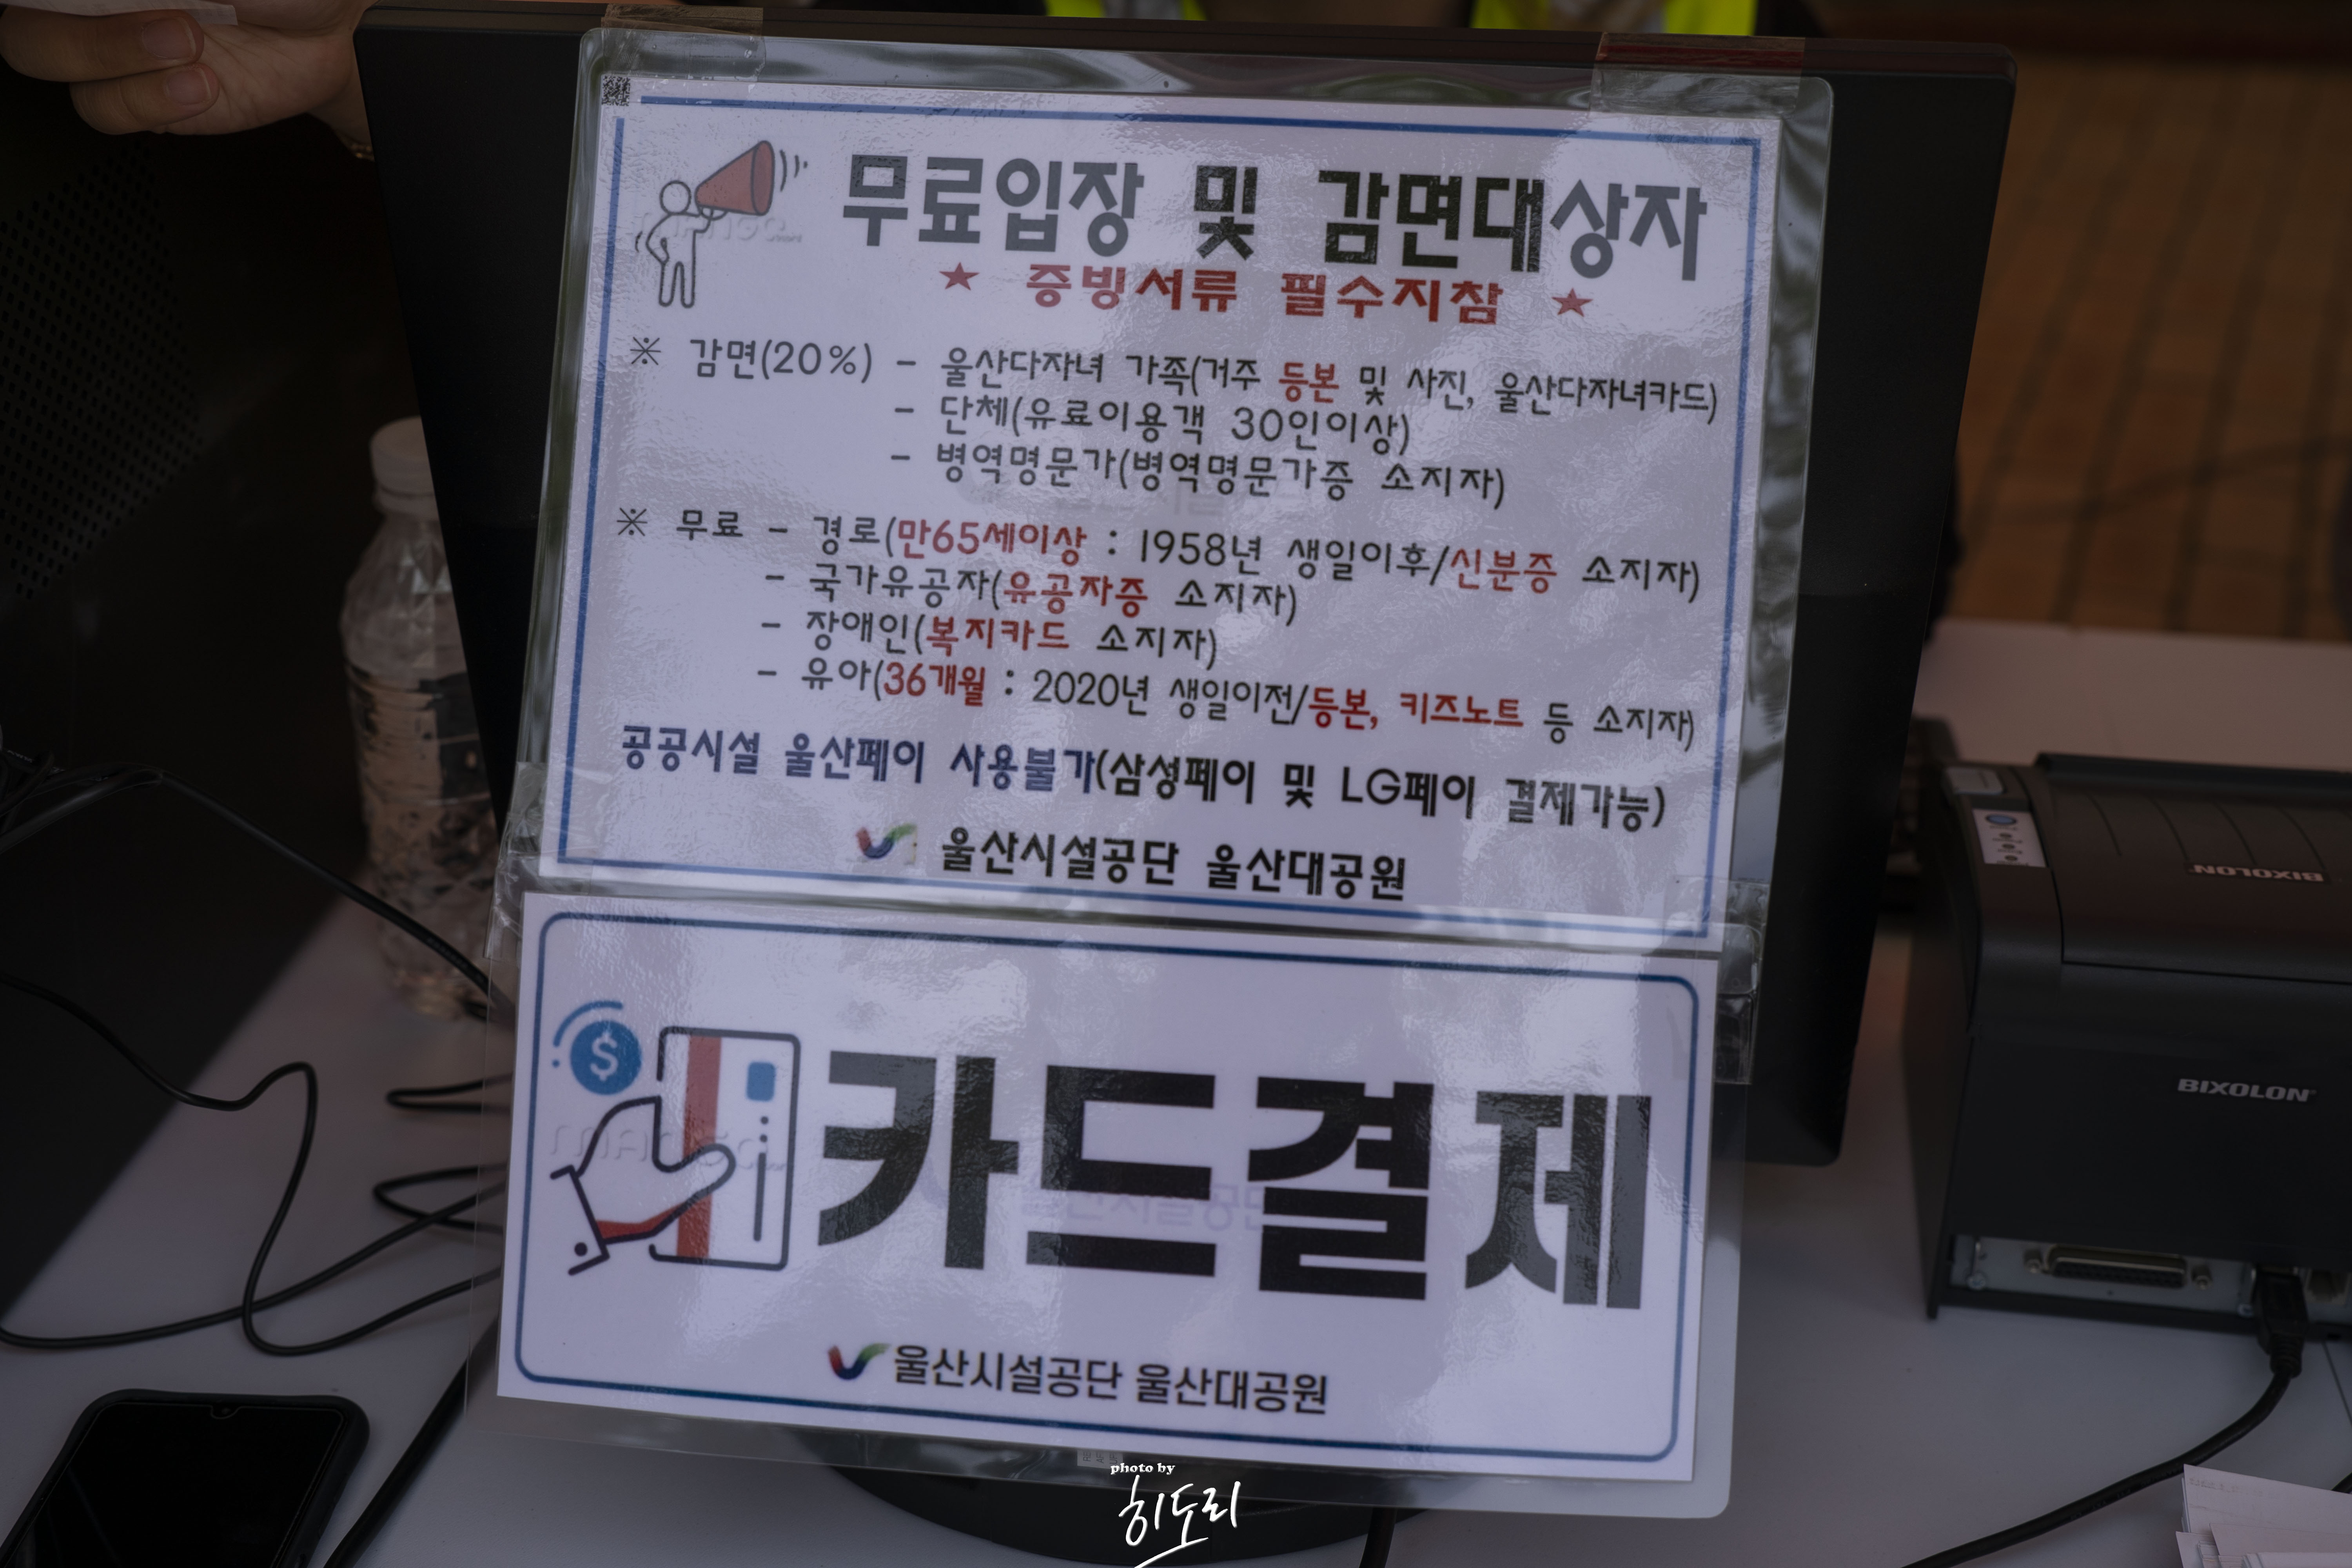 무료입장 및 감면대상자
★ 증빙서류 필수지참 ★
※ 감면(20%) - 울산다자녀 가족(거주 등본 및 사진, 울산다자녀카드)
- 단체(유료이용객 30인이상)
- 병역명문가(병역명문가증 소지자)
※ 무료 - 경로(만65세이상 : 1958년 생일이후/신분증 소지자)
- 국가유공자(유공자증 소지자)
- 장애인(복지카드 소지자)
- 유아(36개월 : 2020년 생일이전/등본, 키즈노트 등 소지자)
공공시설 울산페이 사용불가(삼성페이 및 LG페이 결제가능)
울산시설공단 울산대공원
BIXOLON
BIXOLON
$
카드결제
울산시설공단 울산대공원
photo by
히도리